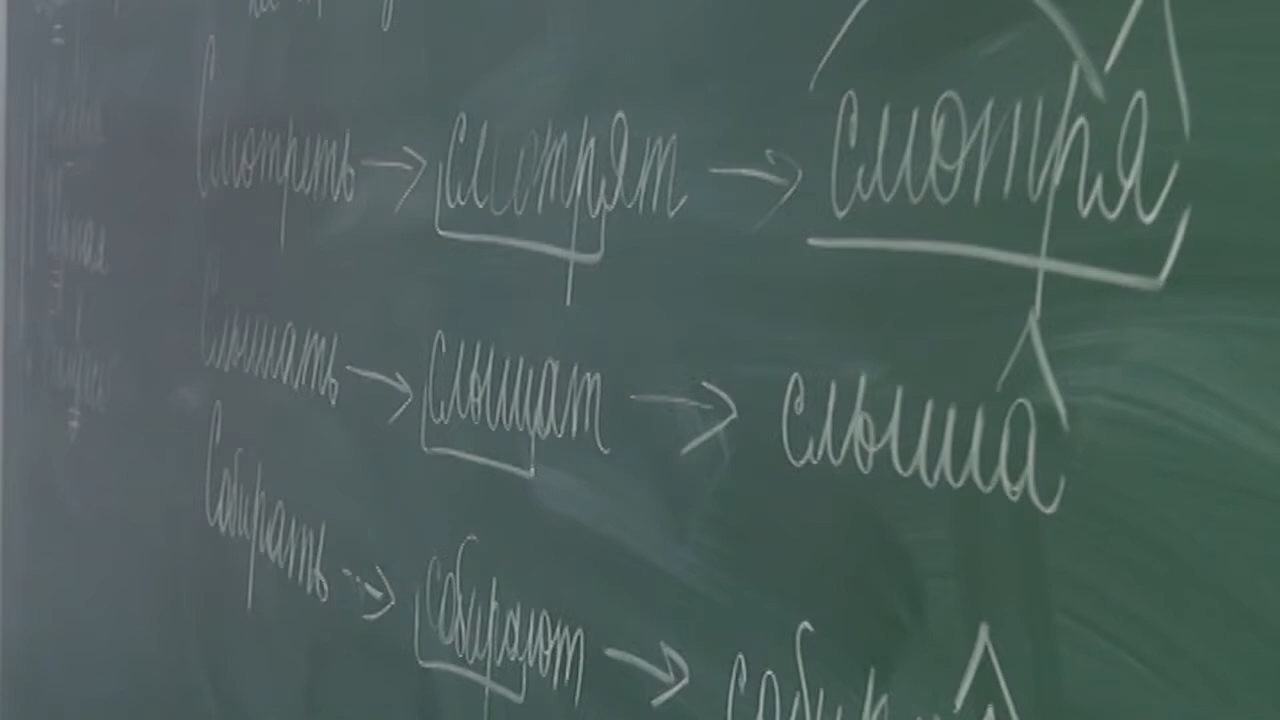 Смотреть → смотрят → смотря
Слышать → слышат → слыша
Собирать → собирают →